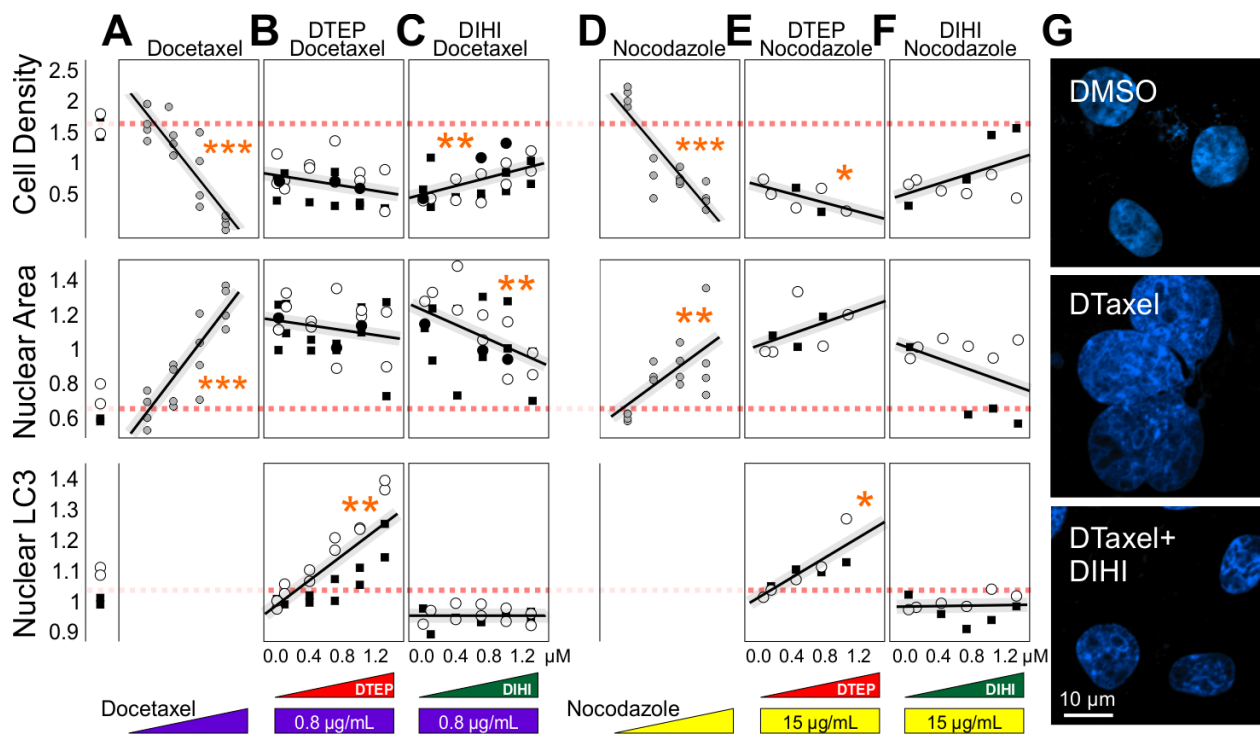 A B C D E F G
Docetaxel
DTEP
Docetaxel
DIHI
Docetaxel
Nocodazole
DTEP
Nocodazole
DIHI
Nocodazole
Cell Density
2.5
2
1.5
1
0.5
***
**
***
*
Nuclear Area
1.4
1.2
1
0.8
0.6
***
**
**
Nuclear LC3
1.4
1.3
1.2
1.1
1
0.9
**
*
0.0 0.4 0.8 1.2
0.0 0.4 0.8 1.2 µM
0.0 0.4 0.8 1.2
0.0 0.4 0.8 1.2 µM
DTEP
DIHI
DTEP
DIHI
Docetaxel
0.8 µg/mL
0.8 µg/mL
Nocodazole
15 µg/mL
15 µg/mL
DMSO
DTaxel
DTaxel+
DIHI
10 µm